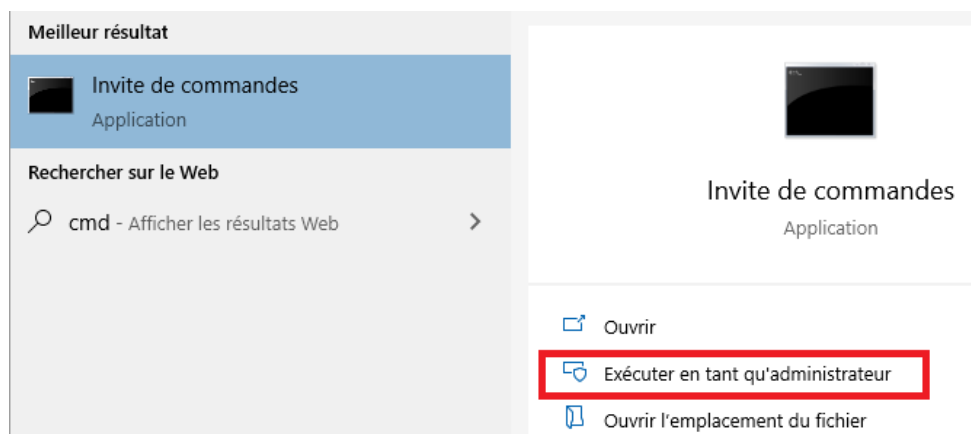 Meilleur résultat
Invite de commandes
Application
Rechercher sur le Web
cmd - Afficher les résultats Web
Invite de commandes
Application
Ouvrir
Exécuter en tant qu'administrateur
Ouvrir l'emplacement du fichier